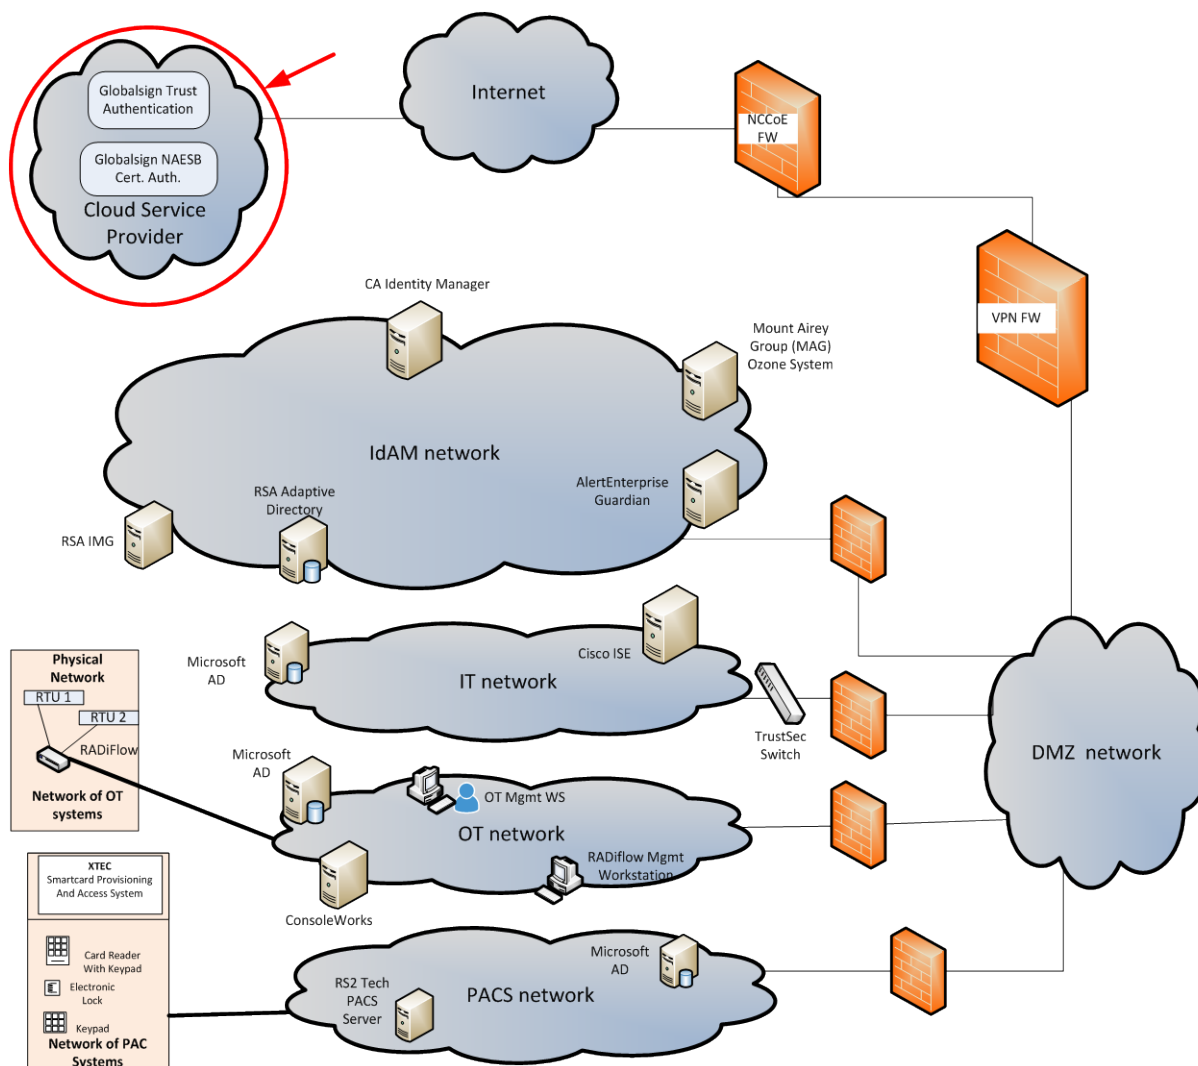 Globalsign Trust
Authentication
Globalsign NAESB
Cert. Auth.
Cloud Service
Provider
Internet
NCCoE
FW
VPN FW
CA Identity Manager
Mount Airey
Group (MAG)
Ozone System
IdAM network
AlertEnterprise
Guardian
RSA Adaptive
Directory
RSA IMG
Cisco ISE
Microsoft
AD
IT network
TrustSec
Switch
DMZ network
Physical
Network
RTU 1
RTU 2
RADiFlow
Network of OT
systems
Microsoft
AD
OT Mgmt WS
OT network
RADiflow Mgmt
Workstation
ConsoleWorks
XTEC
Smartcard Provisioning
And Access System
Card Reader
With Keypad
Electronic
Lock
Keypad
Network of PAC
Systems
Microsoft
AD
RS2 Tech
PACS
Server
PACS network